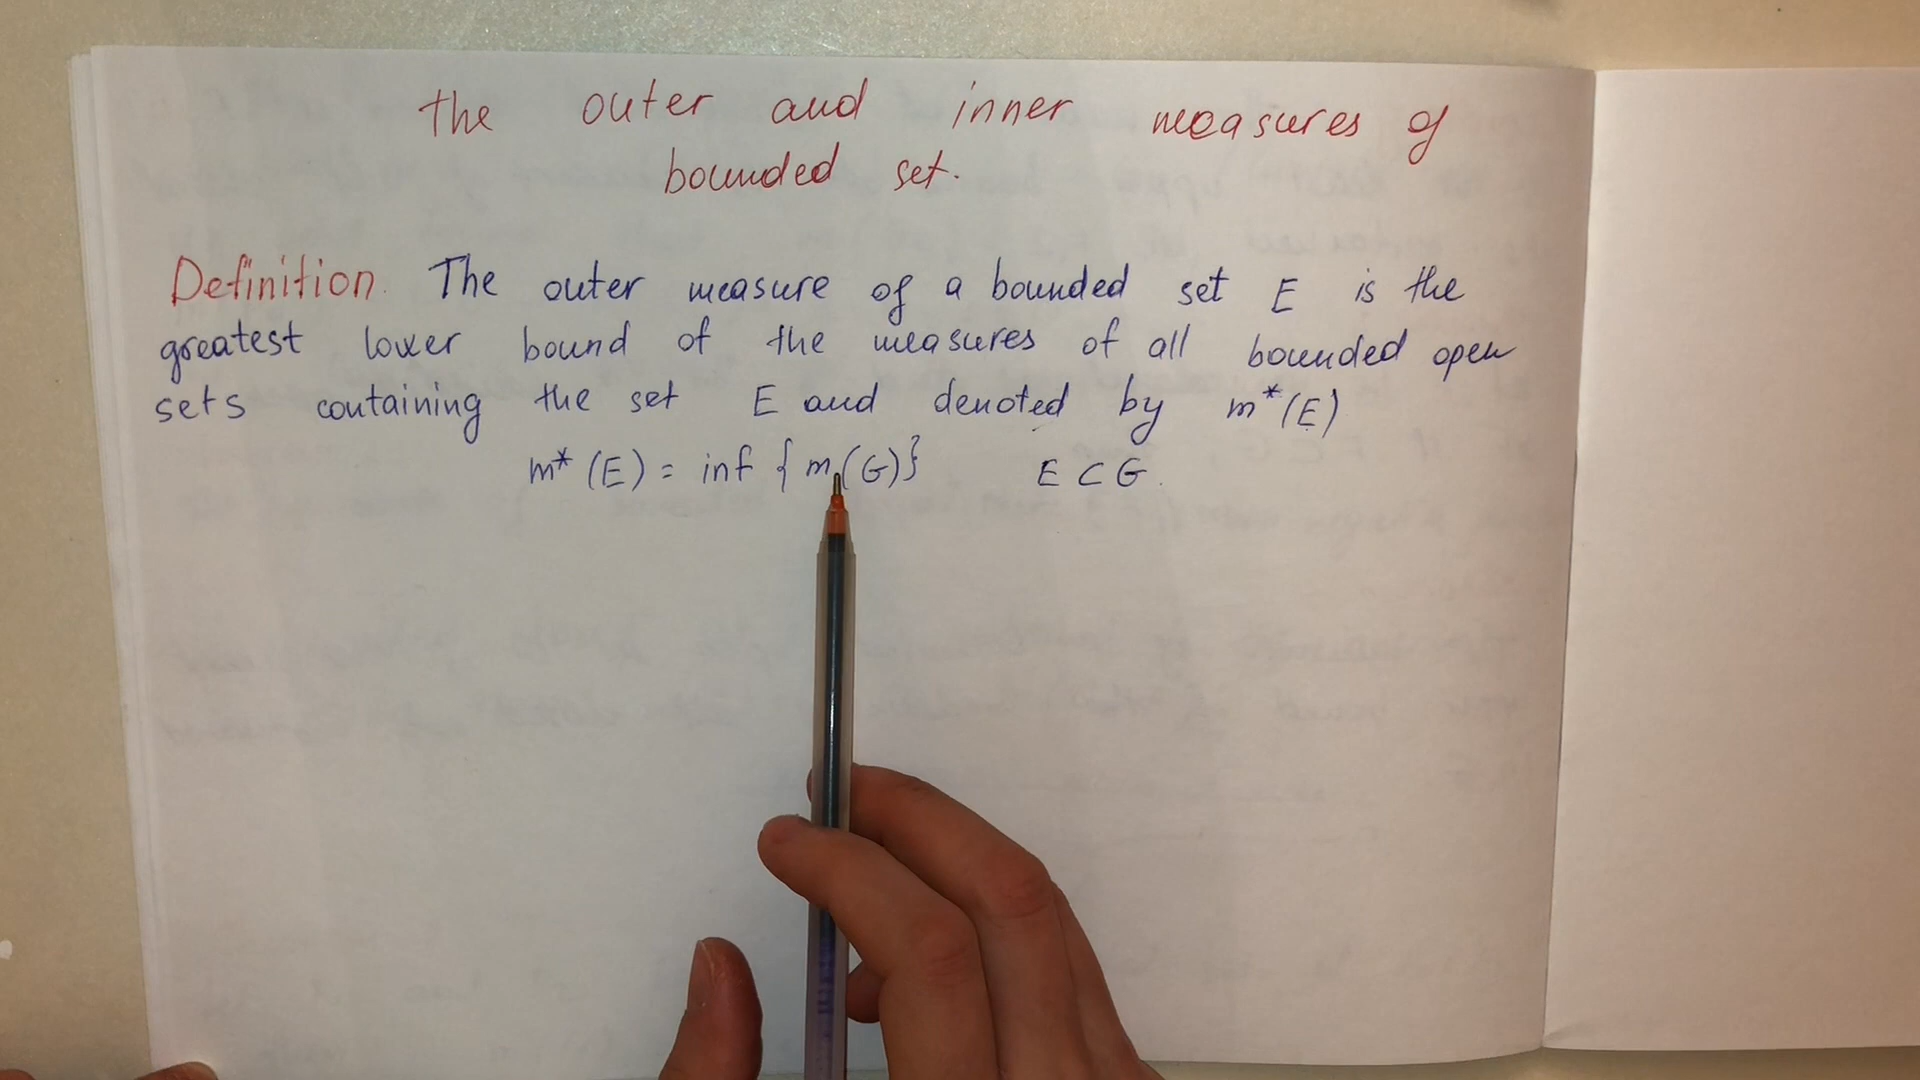 The outer and inner measures of
bounded set.
Definition. The outer measure of a bounded set E is the
greatest lower bound of the measures of all bounded open
sets containing the set E and denoted by m*(E)
m*(E) = inf {m(G)} E ⊂ G.